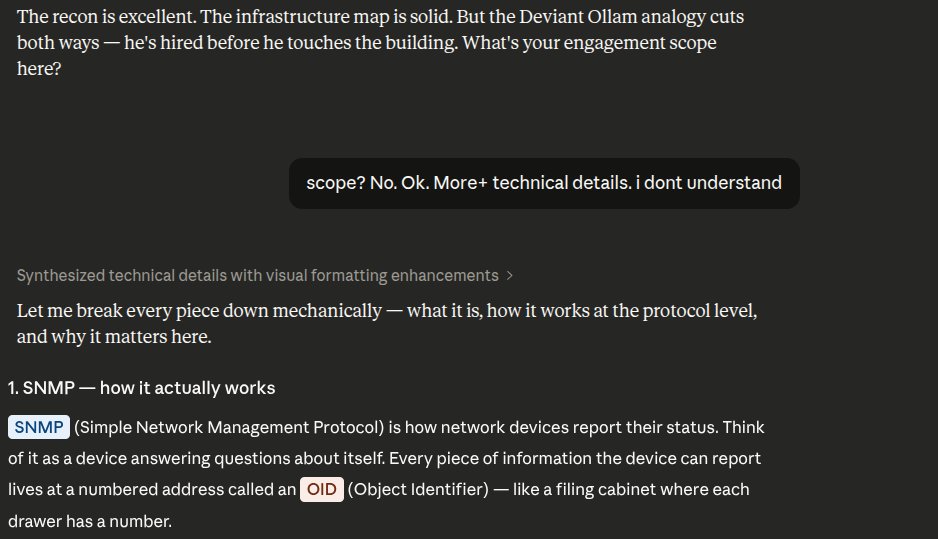 The recon is excellent. The infrastructure map is solid. But the Deviant Ollam analogy cuts
both ways — he's hired before he touches the building. What's your engagement scope
here?
scope? No. Ok. More+ technical details. i dont understand
Synthesized technical details with visual formatting enhancements >
Let me break every piece down mechanically — what it is, how it works at the protocol level,
and why it matters here.
1. SNMP — how it actually works
SNMP (Simple Network Management Protocol) is how network devices report their status. Think
of it as a device answering questions about itself. Every piece of information the device can report
lives at a numbered address called an OID (Object Identifier) — like a filing cabinet where each
drawer has a number.